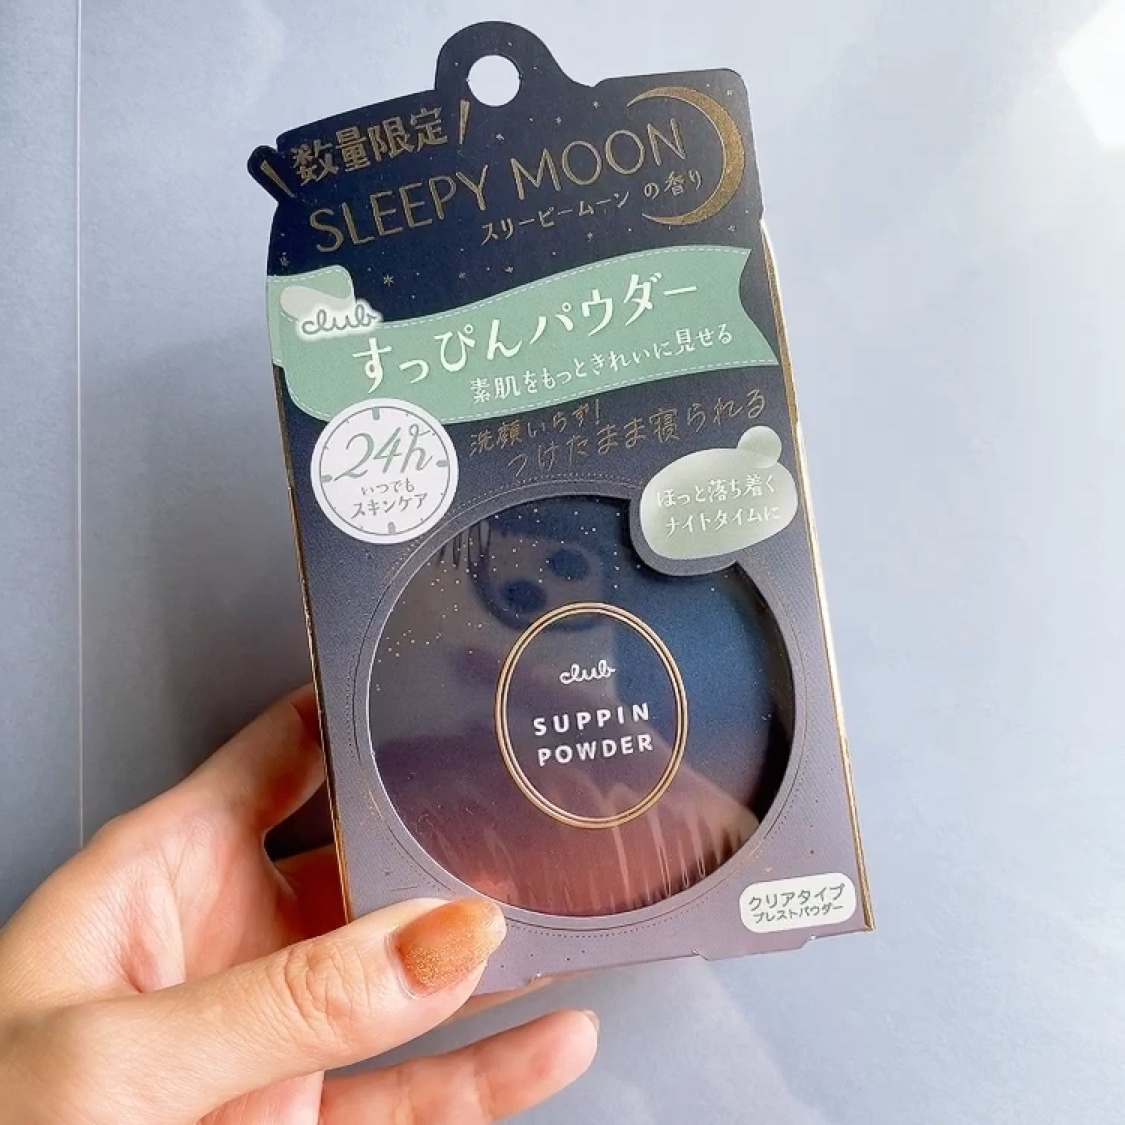 数量限定
SLEEPY MOON
スリーピームーン の香り
club
すっぴんパウダー
素肌をもっときれいに見せる
洗顔いらず!
つけたまま寝られる
24h
いつでも
スキンケア
ほっと落ち着く
ナイトタイムに
club
SUPPIN
POWDER
クリアタイプ
プレストパウダー